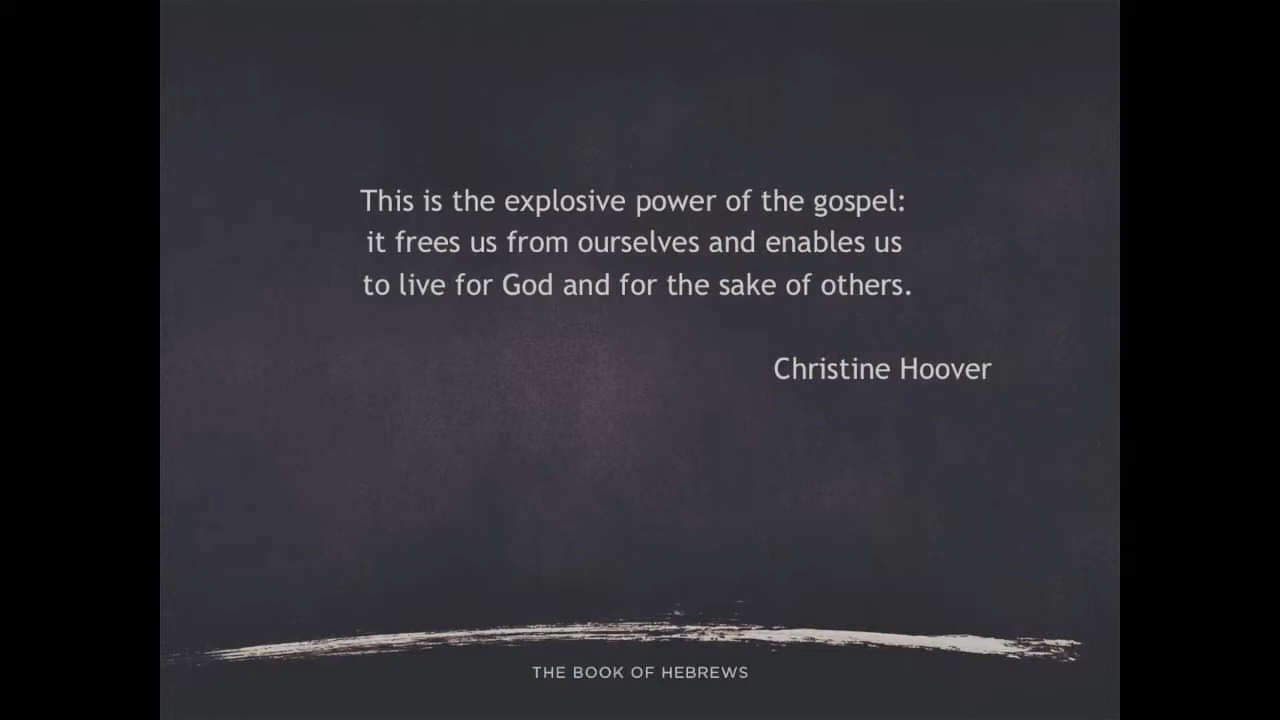 This is the explosive power of the gospel:
it frees us from ourselves and enables us
to live for God and for the sake of others.
Christine Hoover
THE BOOK OF HEBREWS